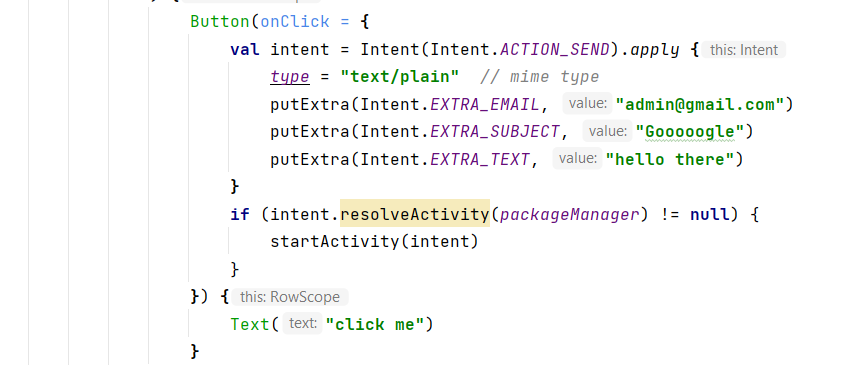 Button(onClick = {
val intent = Intent(Intent.ACTION_SEND).apply { this: Intent
type = "text/plain" // mime type
putExtra(Intent.EXTRA_EMAIL, value: "admin@gmail.com")
putExtra(Intent.EXTRA_SUBJECT, value: "Gooooogle")
putExtra(Intent.EXTRA_TEXT, value: "hello there")
}
if (intent.resolveActivity(packageManager) != null) {
startActivity(intent)
}
}) { this: RowScope
Text( text: "click me")
}